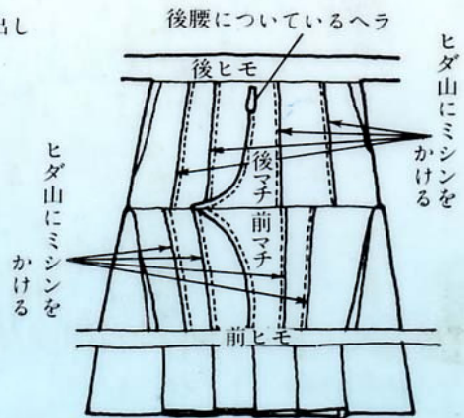 出し
後腰についているヘラ
後ヒモ
ヒダ山にミシンを
かける
後マチ
前マチ
ヒダ山にミシンを
かける
前ヒモ